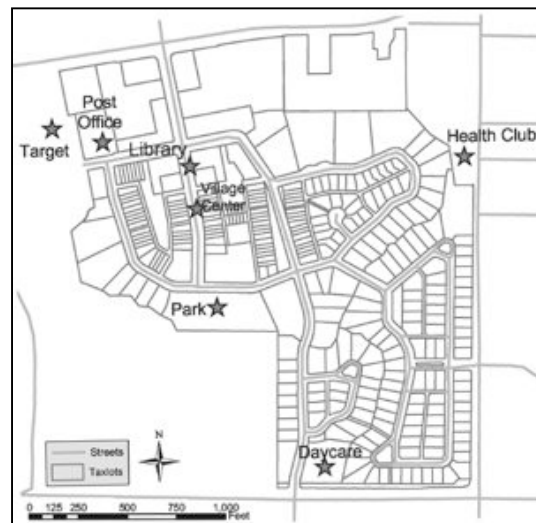 Post
Office
Target
Library
Health Club
Village
Center
Park
Daycare
Streets
Taxlots
N
0 125 250 500 750 1,000
Feet